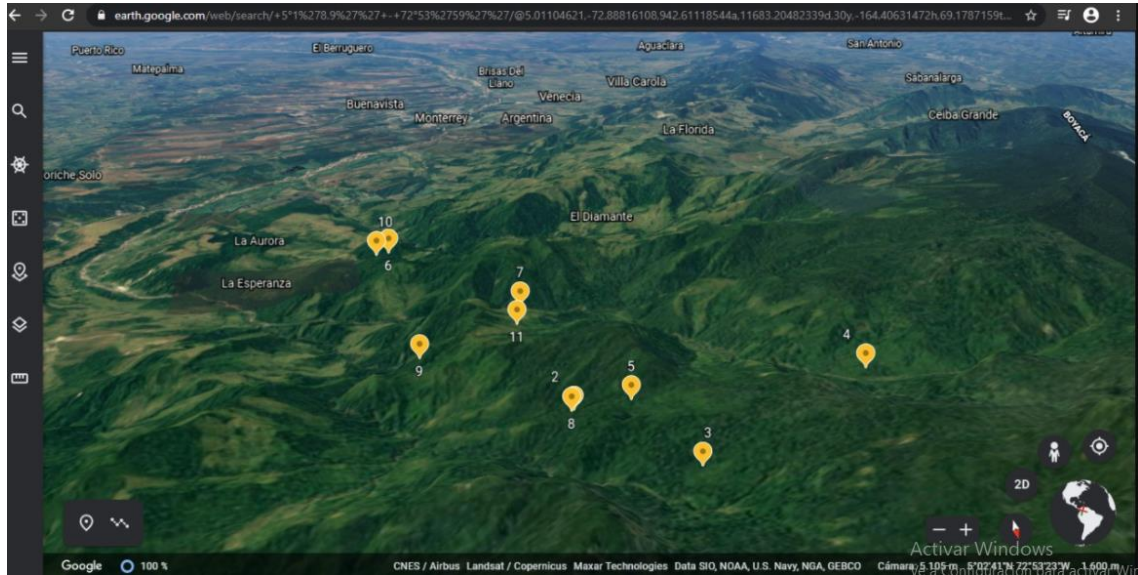 earth.google.com/web/search/+5°1%278.9%27%27+-+72°53%2759%27%27/@5.01104621,-72.88816108,942.61118544a,11683.20482339d,30y,-164.40631472h,69.1787159t...
Puerto Rico
El Berruguero
Aguaclara
San Antonio
Matepalma
Brisas Del
Llano
Villa Carola
Sabanalarga
Venecia
Buenavista
Monterrey
Argentina
Ceiba Grande
La Florida
BOYACÁ
oriche Solo
El Diamante
10
La Aurora
6
La Esperanza
7
11
4
9
5
2
8
3
2D
Activar Windows
Google
100 %
CNES / Airbus Landsat / Copernicus Maxar Technologies Data SIO, NOAA, U.S. Navy, NGA, GEBCO
Cámara: 5.105 m 5°02'41"N 72°53'23"W 1.600 m
Ve a Configuración para activar Win